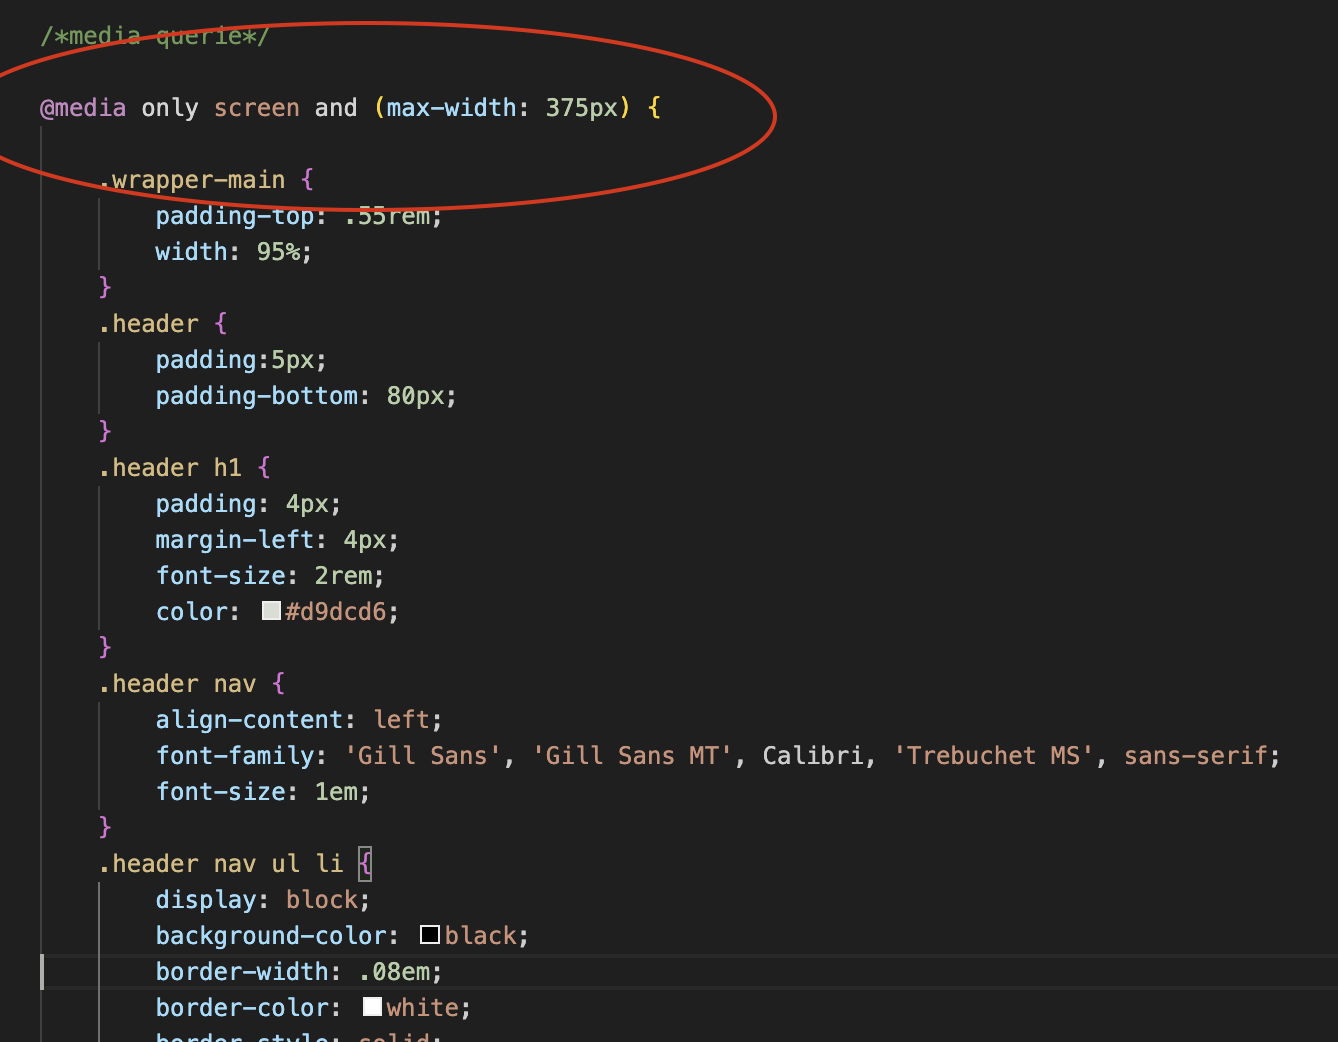 /*media querie*/
@media only screen and (max-width: 375px) {
.wrapper-main {
padding-top: .55rem;
width: 95%;
}
.header {
padding:5px;
padding-bottom: 80px;
}
.header h1 {
padding: 4px;
margin-left: 4px;
font-size: 2rem;
color: #d9dcd6;
}
.header nav {
align-content: left;
font-family: 'Gill Sans', 'Gill Sans MT', Calibri, 'Trebuchet MS', sans-serif;
font-size: 1em;
}
.header nav ul li {
display: block;
background-color: black;
border-width: .08em;
border-color: white;
border-style: solid;